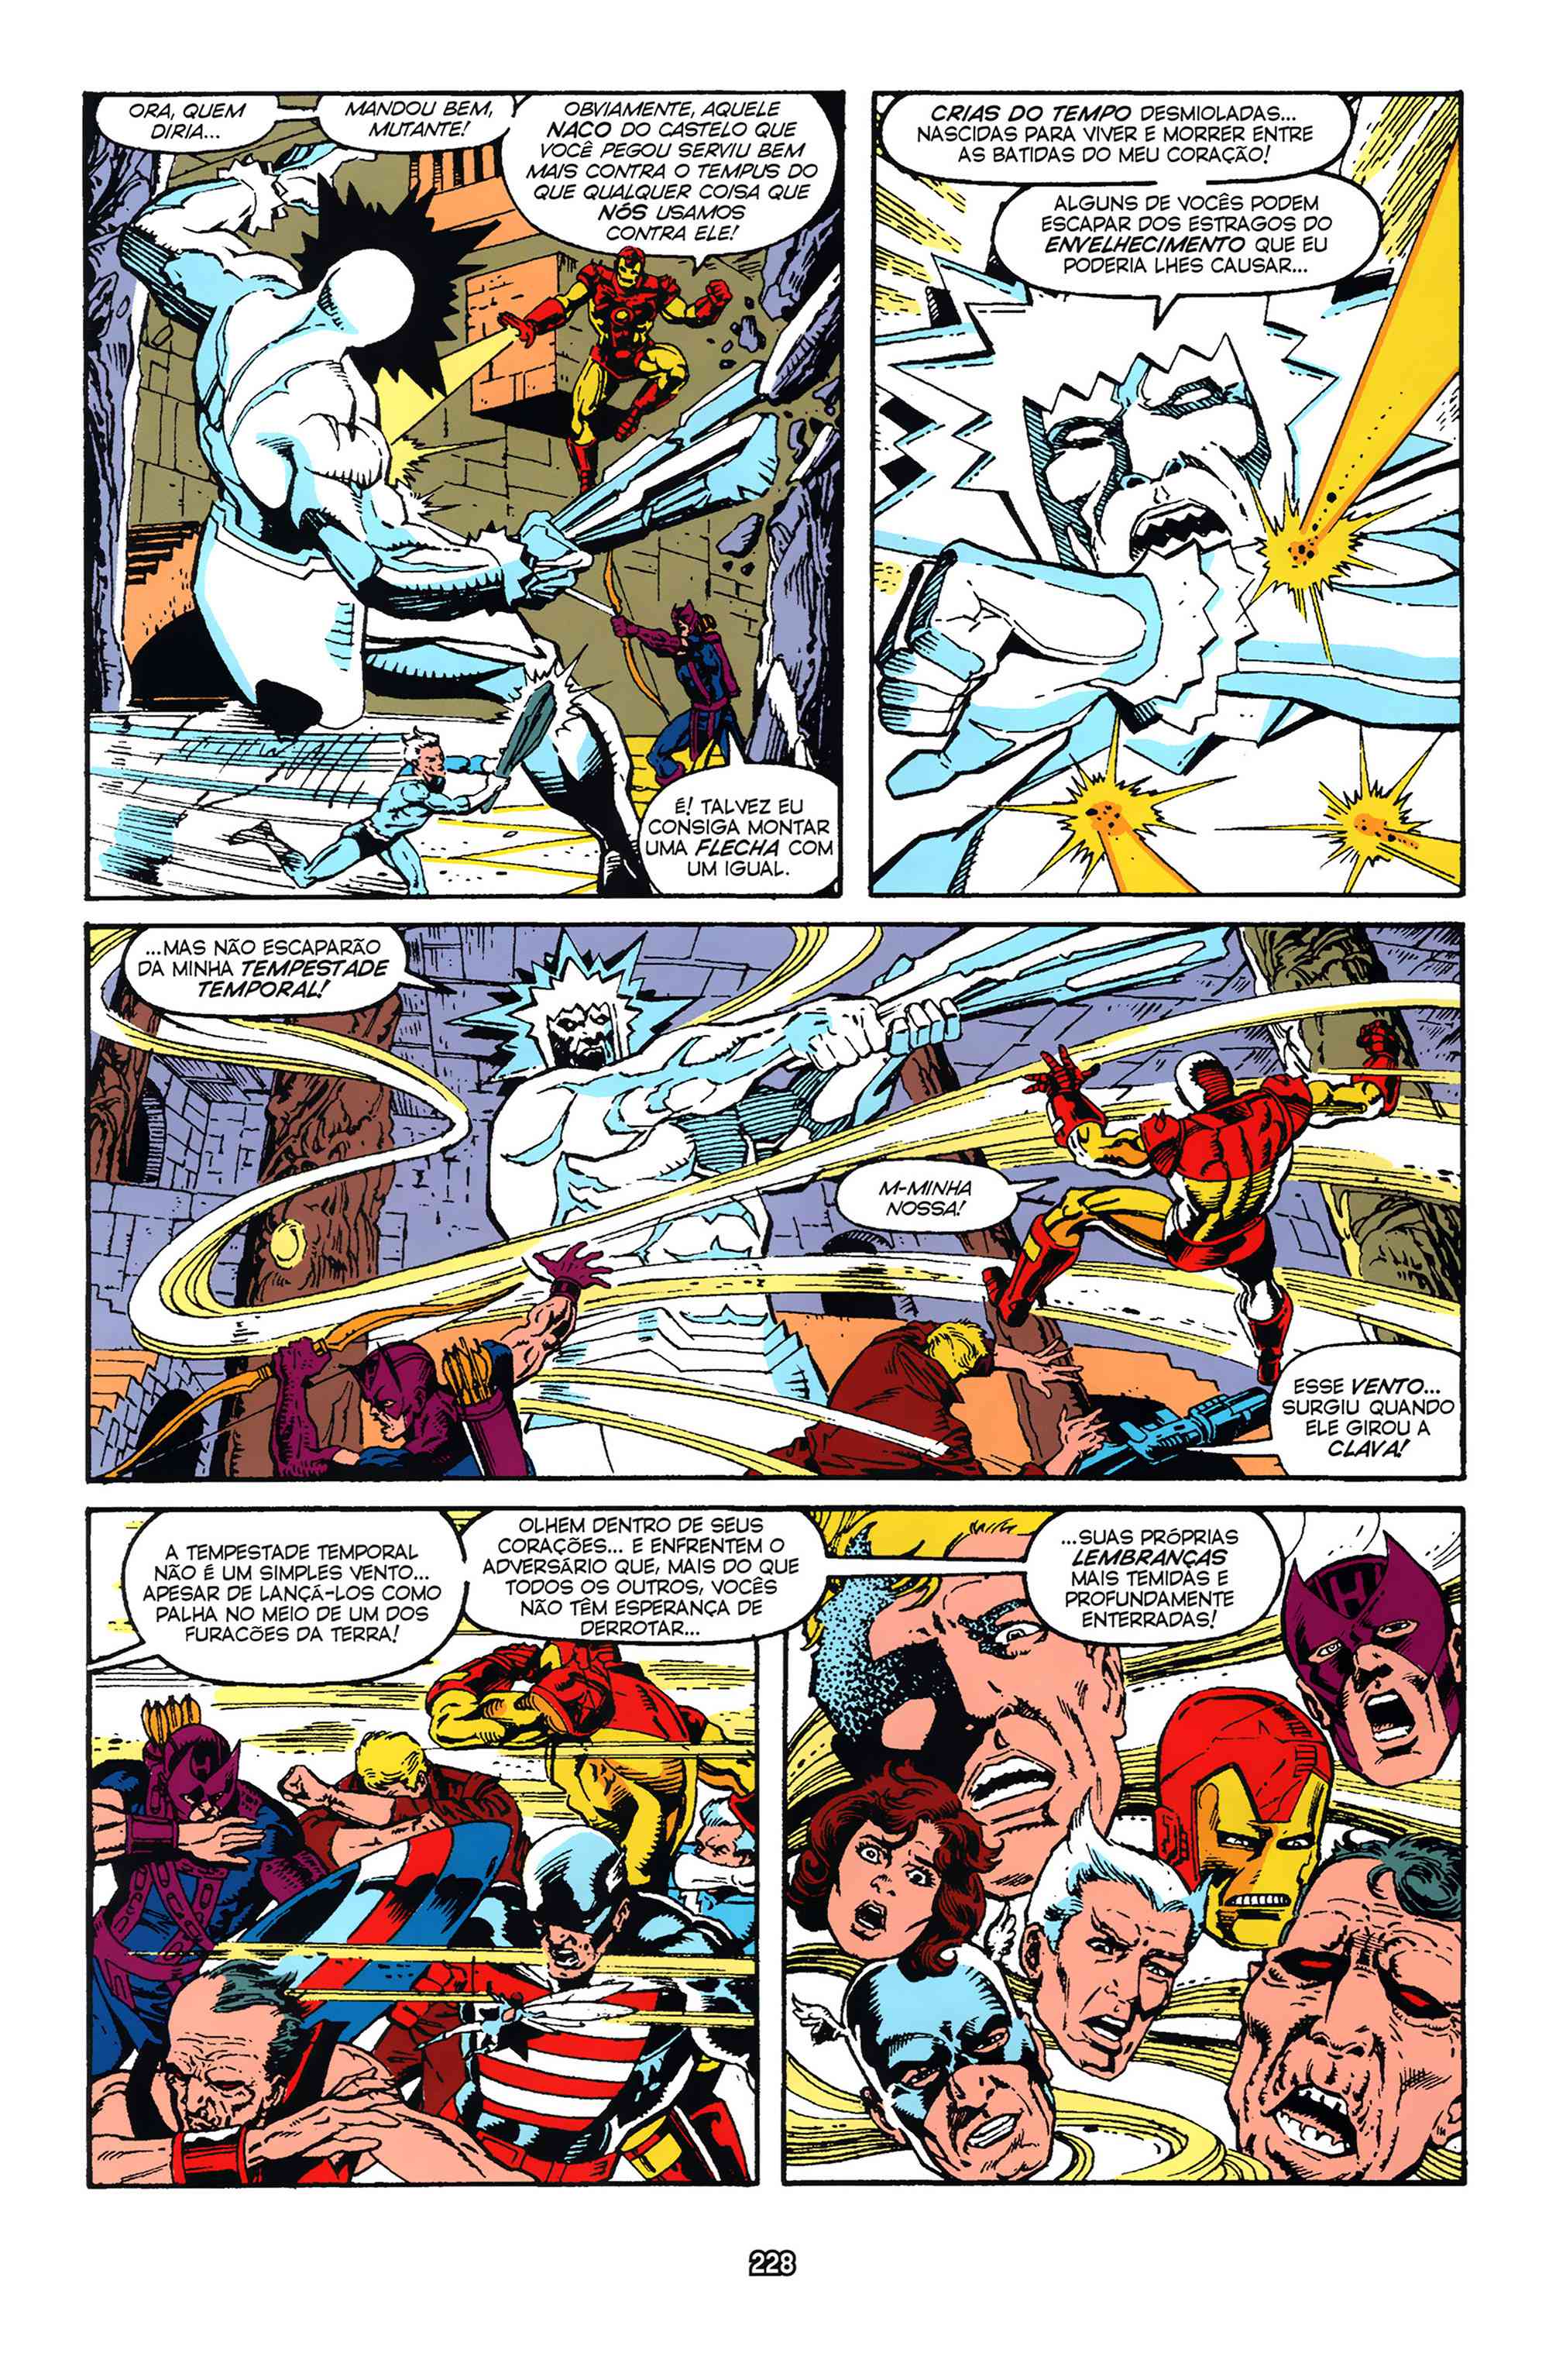 ORA, QUEM
DIRIA...
MANDOU BEM,
MUTANTE!
OBVIAMENTE, AQUELE
NACO DO CASTELO QUE
VOCÊ PEGOU SERVIU BEM
MAIS CONTRA O TEMPUS DO
QUE QUALQUER COISA QUE
NÓS USAMOS
CONTRA ELE!
É! TALVEZ EU
CONSIGA MONTAR
UMA FLECHA COM
UM IGUAL.
CRIAS DO TEMPO DESMIOLADAS...
NASCIDAS PARA VIVER E MORRER ENTRE
AS BATIDAS DO MEU CORAÇÃO!
ALGUNS DE VOCÊS PODEM
ESCAPAR DOS ESTRAGOS DO
ENVELHECIMENTO QUE EU
PODERIA LHES CAUSAR...
...MAS NÃO ESCAPARÃO
DA MINHA TEMPESTADE
TEMPORAL!
M-MINHA
NOSSA!
ESSE VENTO...
SURGIU QUANDO
ELE GIROU A
CLAVA!
A TEMPESTADE TEMPORAL
NÃO É UM SIMPLES VENTO...
APESAR DE LANÇÁ-LOS COMO
PALHA NO MEIO DE UM DOS
FURACÕES DA TERRA!
OLHEM DENTRO DE SEUS
CORAÇÕES... E ENFRENTEM O
ADVERSÁRIO QUE, MAIS DO QUE
TODOS OS OUTROS, VOCÊS
NÃO TÊM ESPERANÇA DE
DERROTAR...
...SUAS PRÓPRIAS
LEMBRANÇAS
MAIS TEMIDAS E
PROFUNDAMENTE
ENTERRADAS!
H
H
228